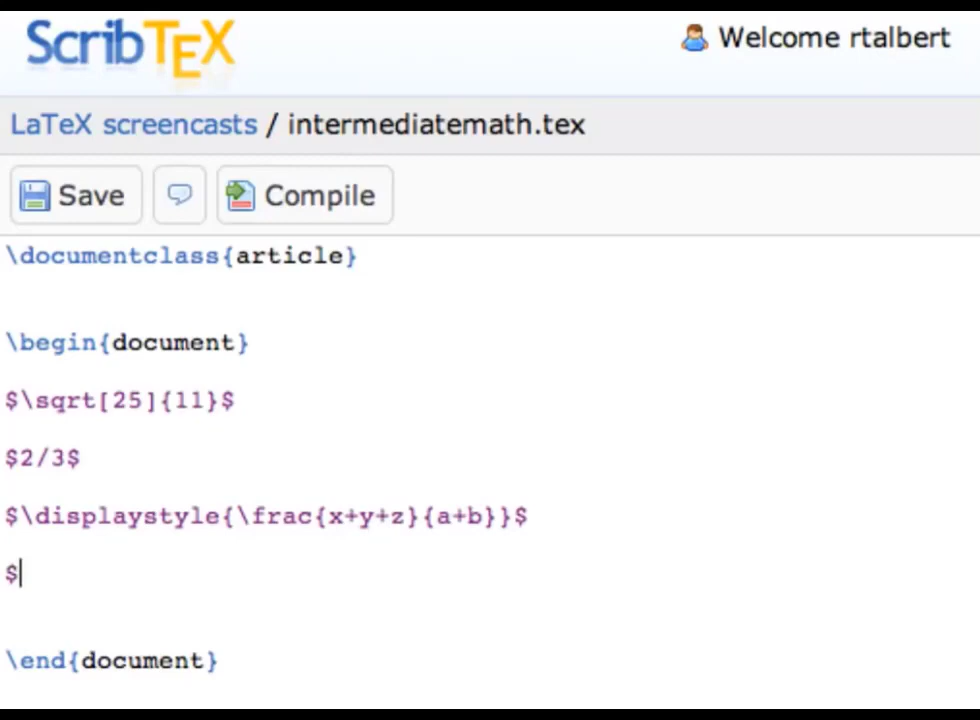 ScribTEX
Welcome rtalbert
LaTeX screencasts / intermediatemath.tex
Save
Compile
\documentclass{article}
\begin{document}
$\sqrt[25]{11}$
$2/3$
$\displaystyle{\frac{x+y+z}{a+b}}$
$
\end{document}